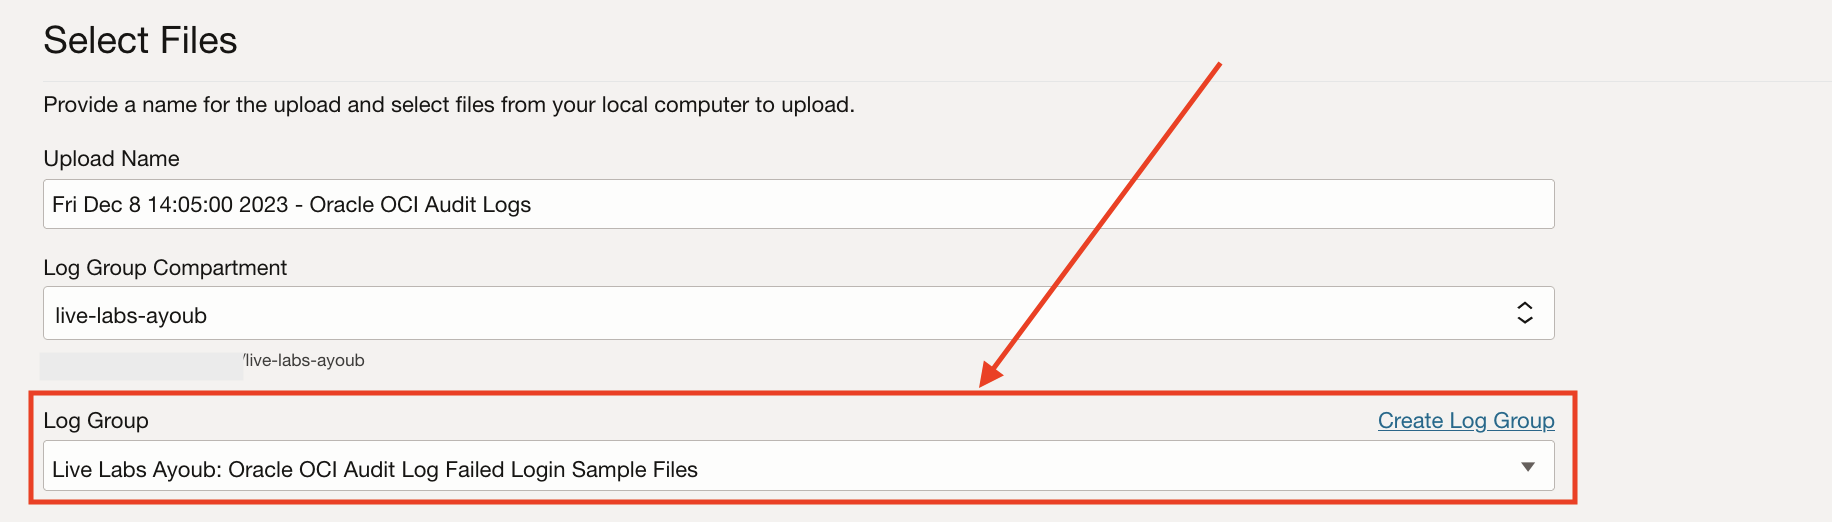 Select Files
Provide a name for the upload and select files from your local computer to upload.
Upload Name
Fri Dec 8 14:05:00 2023 - Oracle OCI Audit Logs
Log Group Compartment
live-labs-ayoub
/live-labs-ayoub
Log Group
Create Log Group
Live Labs Ayoub: Oracle OCI Audit Log Failed Login Sample Files